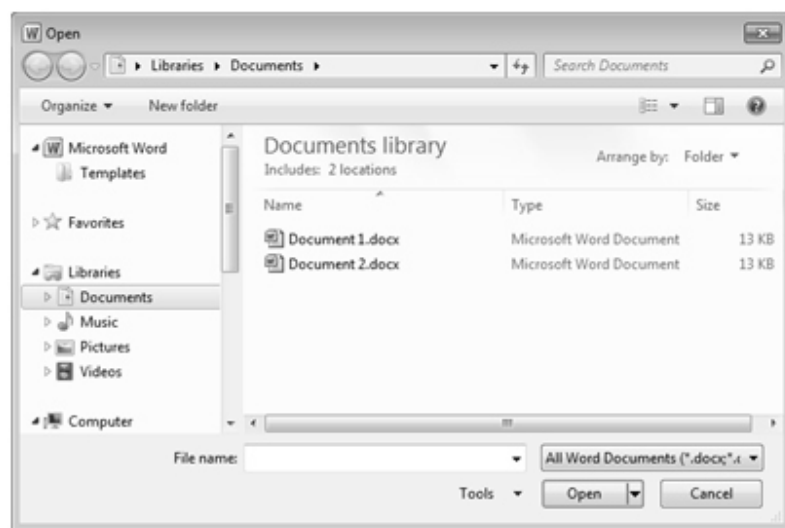 W Open
Libraries Documents
Search Documents
Organize New folder
W Microsoft Word
Templates
Favorites
Libraries
Documents
Music
Pictures
Videos
Computer
Documents library
Includes: 2 locations
Arrange by: Folder
Name Type Size
Document 1.docx Microsoft Word Document 13 KB
Document 2.docx Microsoft Word Document 13 KB
File name:
All Word Documents (*.docx;*.
Tools Open Cancel